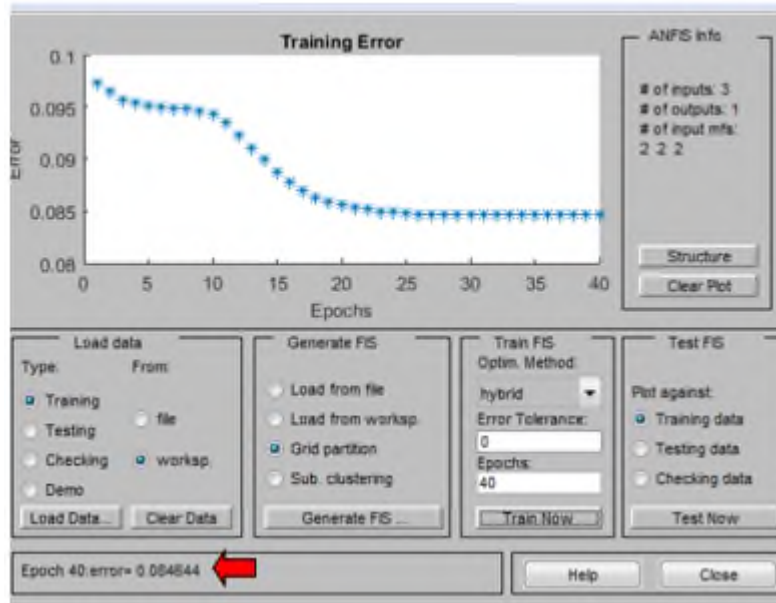 Training Error
ANFIS Info
0.1
0.095
0.09
0.085
0.08
Error
0 5 10 15 20 25 30 35 40
Epochs
# of inputs: 3
# of outputs: 1
# of input mfs:
2 2 2
Structure
Clear Plot
Load data
Type: From:
Training
file
Testing
Checking
worksp.
Demo
Load Data... Clear Data
Generate FIS
Load from file
Load from worksp.
Grid partition
Sub. clustering
Generate FIS ...
Train FIS
Optim. Method:
hybrid
Error Tolerance:
0
Epochs:
40
Train Now
Test FIS
Plot against:
Training data
Testing data
Checking data
Test Now
Epoch 40:error= 0.084644
Help
Close